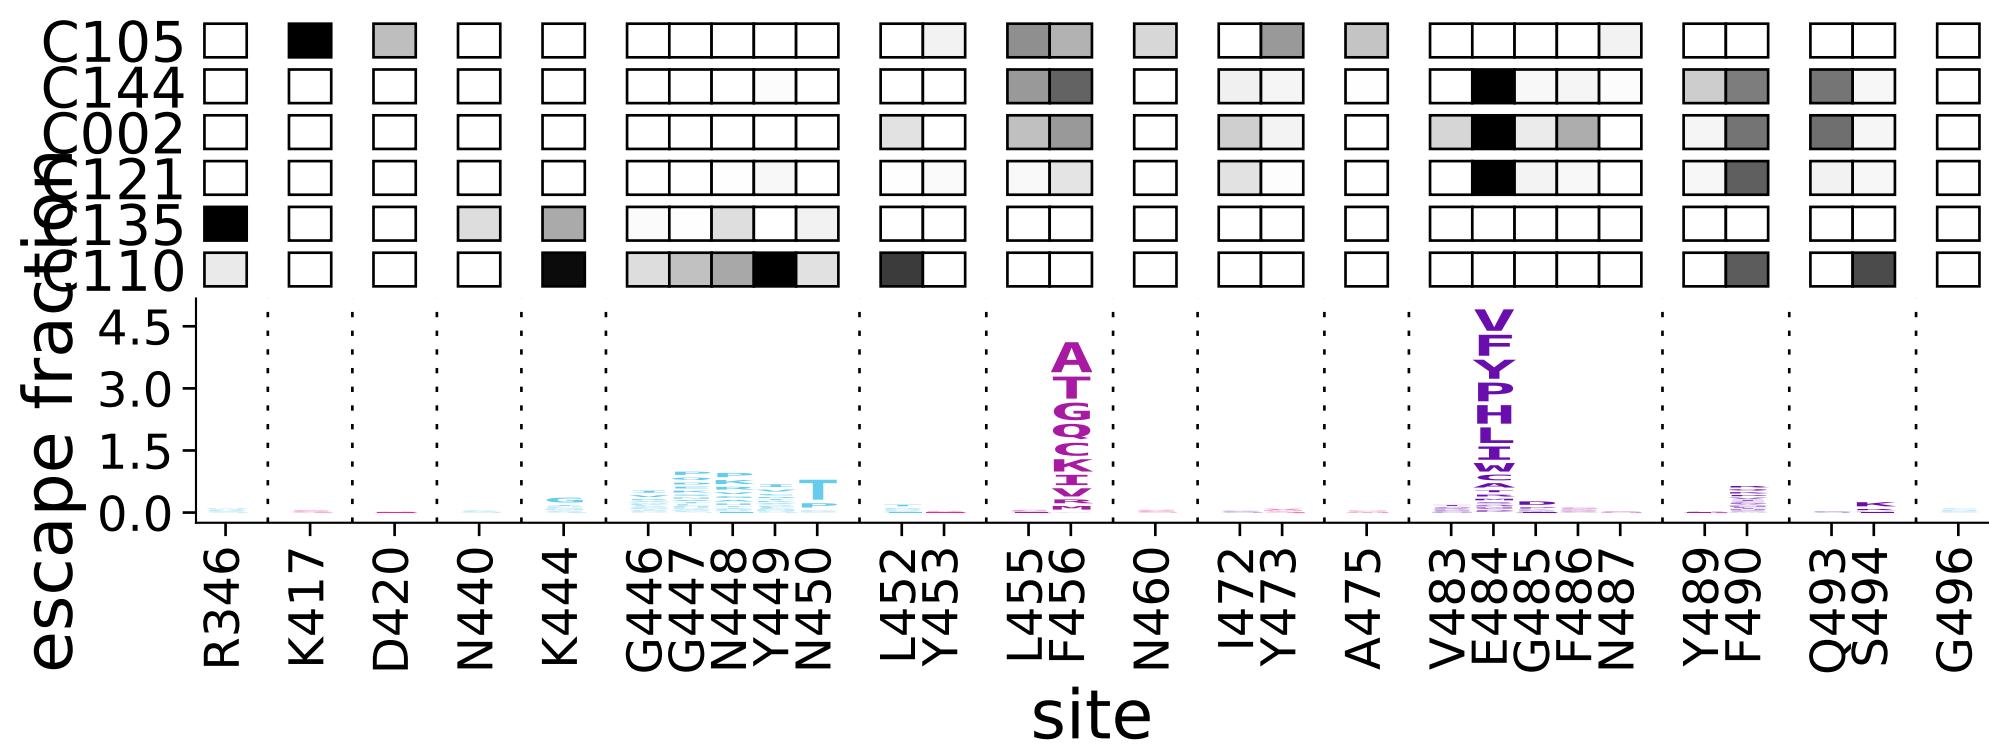 C105
C144
C002
C121
C135
C110
escape fraction
4.5
3.0
1.5
0.0
A
T
G
Q
C
K
I
V
R
M
V
F
Y
P
H
L
I
W
C
A
G
T
P
D
K
R346 K417 D420 N440 K444 G446 G447 N448 Y449 N450 L452 Y453 L455 F456 N460 I472 Y473 A475 V483 E484 G485 F486 N487 Y489 F490 Q493 S494 G496
site